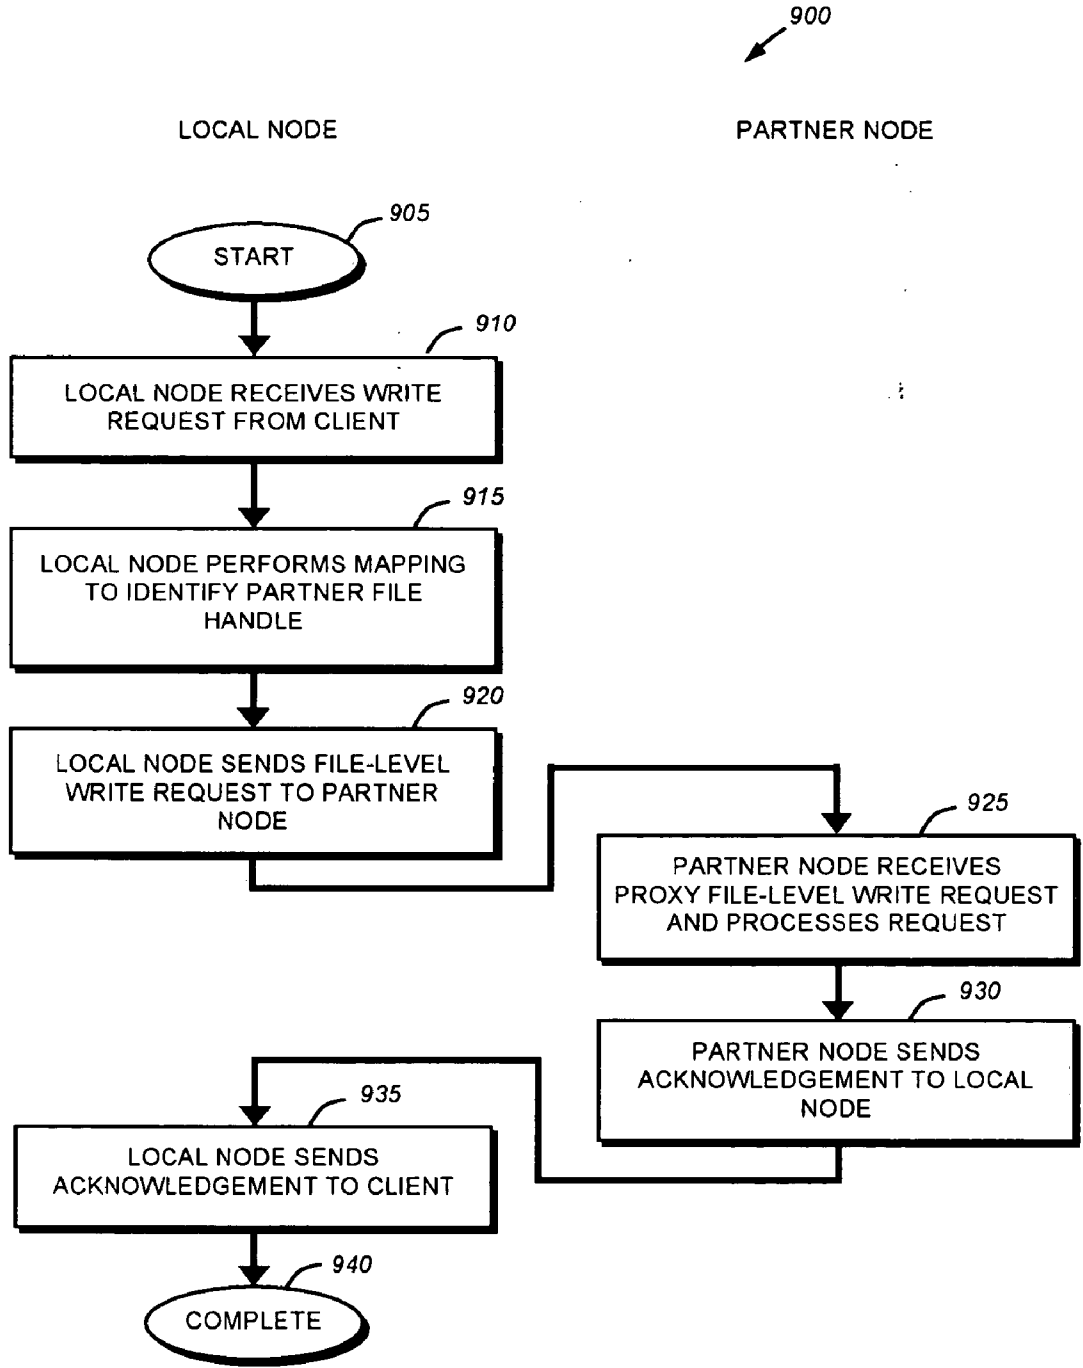 900
LOCAL NODE
PARTNER NODE
905
START
910
LOCAL NODE RECEIVES WRITE
REQUEST FROM CLIENT
915
LOCAL NODE PERFORMS MAPPING
TO IDENTIFY PARTNER FILE
HANDLE
920
LOCAL NODE SENDS FILE-LEVEL
WRITE REQUEST TO PARTNER
NODE
925
PARTNER NODE RECEIVES
PROXY FILE-LEVEL WRITE REQUEST
AND PROCESSES REQUEST
930
PARTNER NODE SENDS
ACKNOWLEDGEMENT TO LOCAL
NODE
935
LOCAL NODE SENDS
ACKNOWLEDGEMENT TO CLIENT
940
COMPLETE